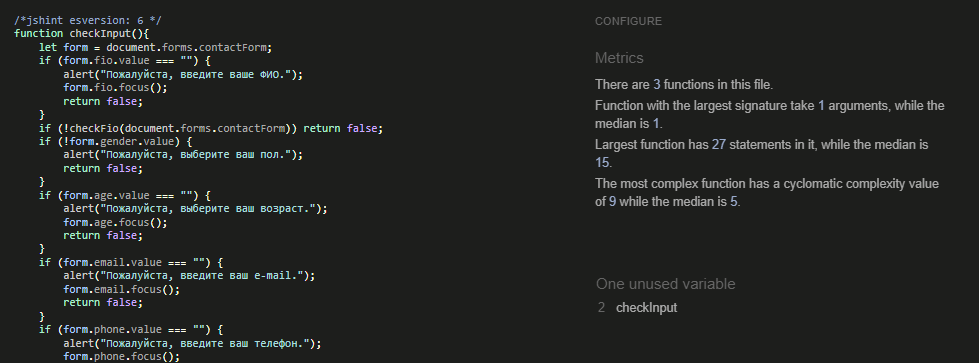 /*jshint esversion: 6 */
function checkInput(){
    let form = document.forms.contactForm;
    if (form.fio.value === "") {
        alert("Пожалуйста, введите ваше ФИО.");
        form.fio.focus();
        return false;
    }
    if (!checkFio(document.forms.contactForm)) return false;
    if (!form.gender.value) {
        alert("Пожалуйста, выберите ваш пол.");
        return false;
    }
    if (form.age.value === "") {
        alert("Пожалуйста, выберите ваш возраст.");
        form.age.focus();
        return false;
    }
    if (form.email.value === "") {
        alert("Пожалуйста, введите ваш e-mail.");
        form.email.focus();
        return false;
    }
    if (form.phone.value === "") {
        alert("Пожалуйста, введите ваш телефон.");
        form.phone.focus();
CONFIGURE
Metrics
There are 3 functions in this file.
Function with the largest signature take 1 arguments, while the
median is 1.
Largest function has 27 statements in it, while the median is
15.
The most complex function has a cyclomatic complexity value
of 9 while the median is 5.
One unused variable
2 checkInput